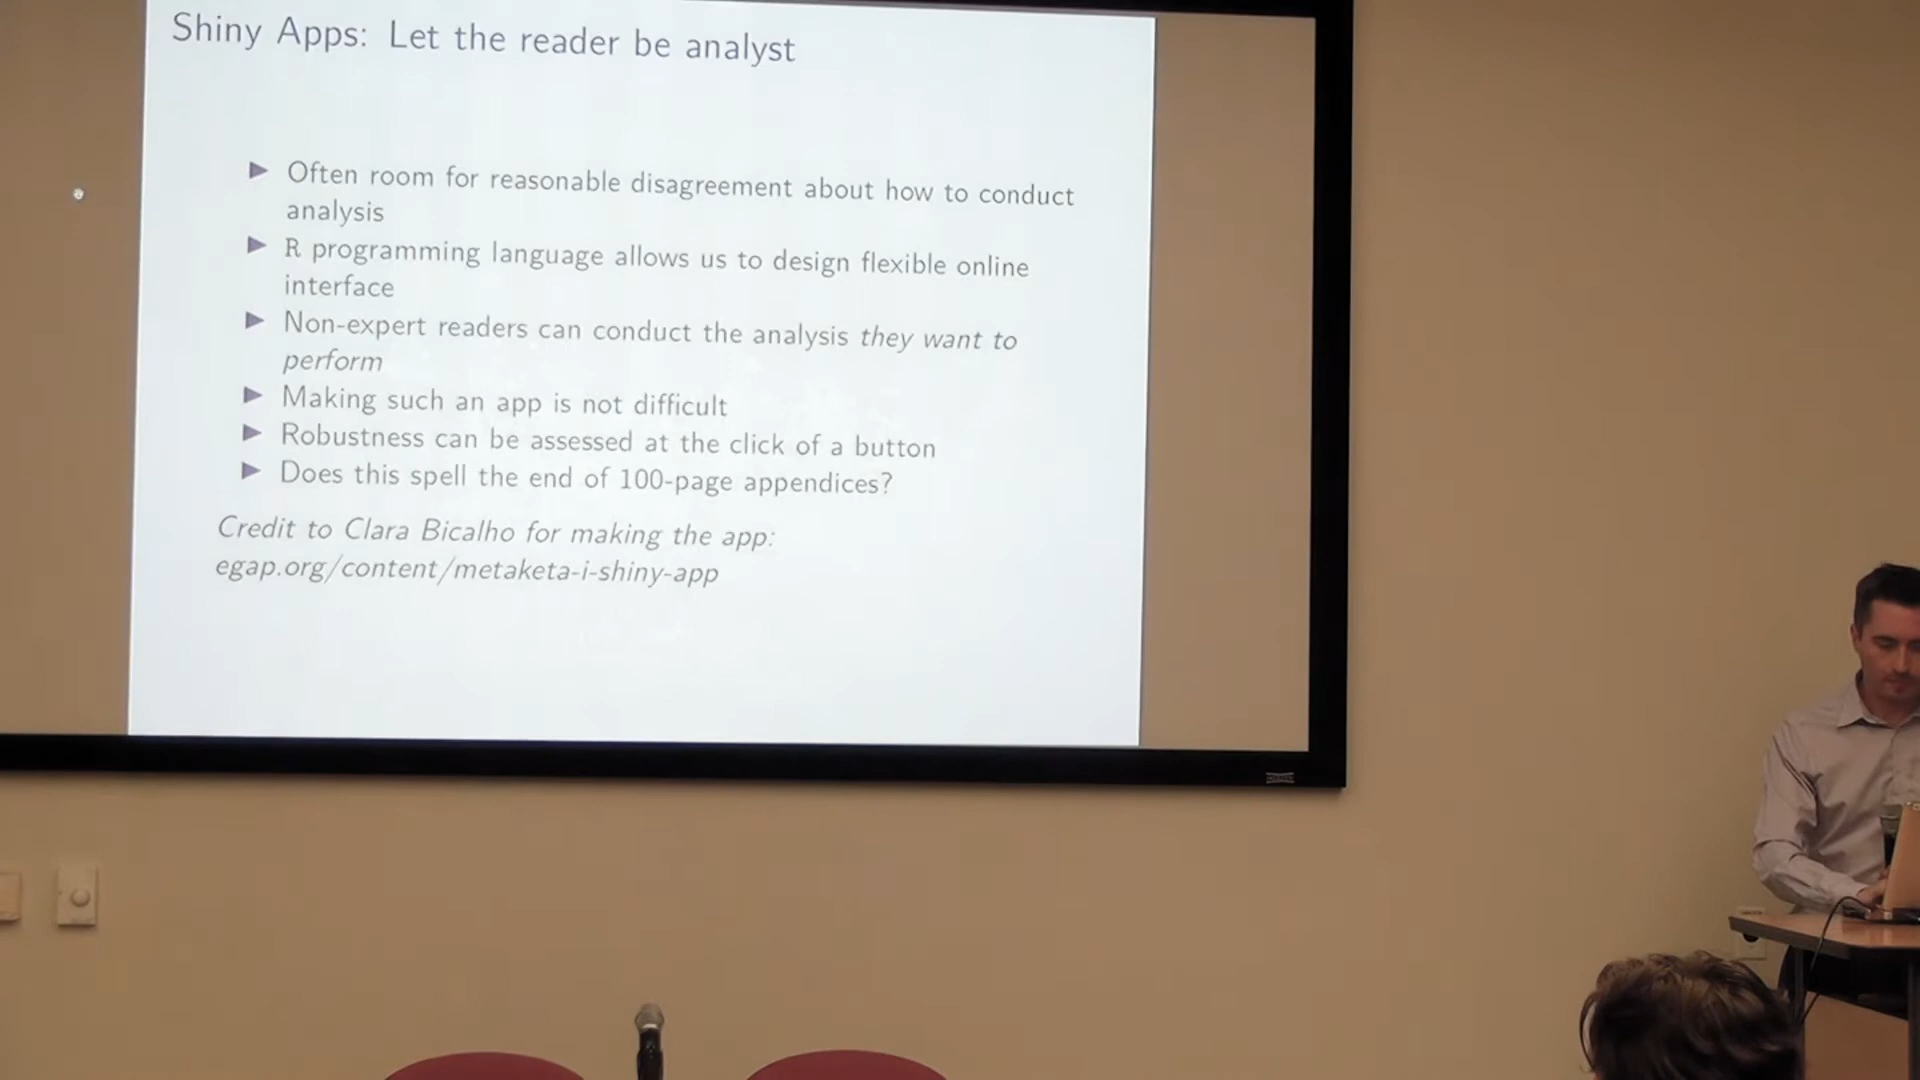 Shiny Apps: Let the reader be analyst
Often room for reasonable disagreement about how to conduct
analysis
R programming language allows us to design flexible online
interface
Non-expert readers can conduct the analysis they want to
perform
Making such an app is not difficult
Robustness can be assessed at the click of a button
Does this spell the end of 100-page appendices?
Credit to Clara Bicalho for making the app:
egap.org/content/metaketa-i-shiny-app